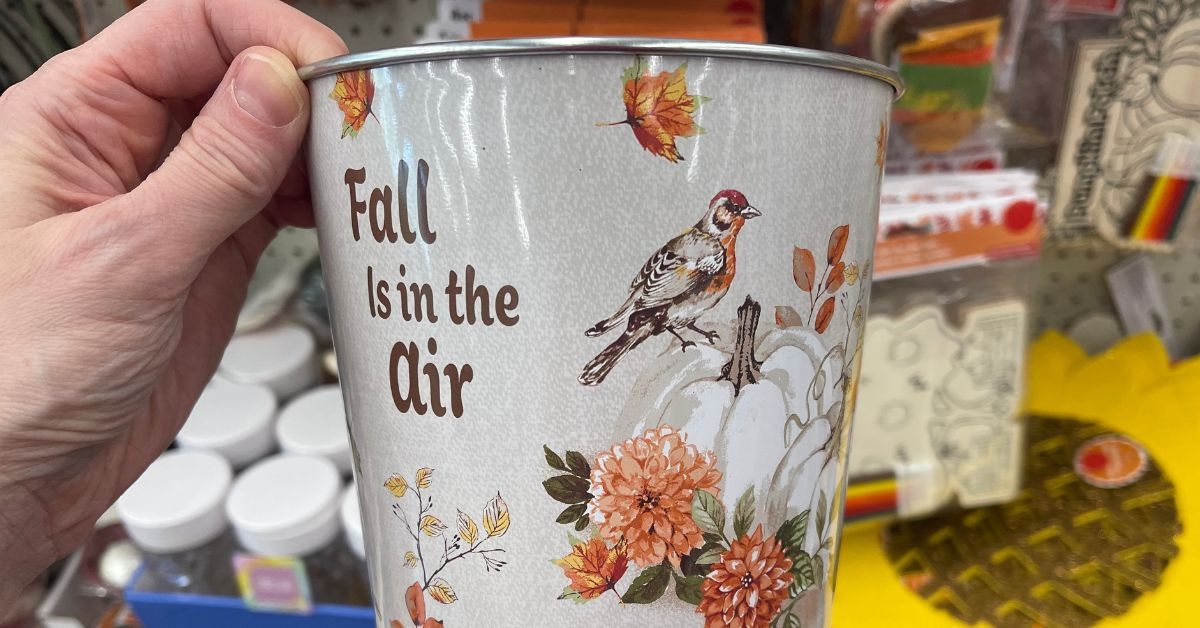 Fall
Is in the
Air